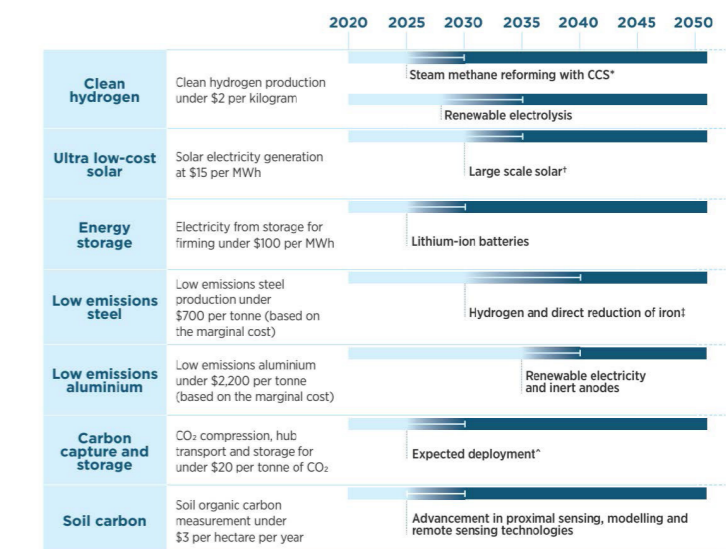 2020 2025 2030 2035 2040 2045 2050
Clean
hydrogen
Clean hydrogen production
under $2 per kilogram
Steam methane reforming with CCS*
Renewable electrolysis
Ultra low-cost
solar
Solar electricity generation
at $15 per MWh
Large scale solar†
Energy
storage
Electricity from storage for
firming under $100 per MWh
Lithium-ion batteries
Low emissions
steel
Low emissions steel
production under
$700 per tonne (based on
the marginal cost)
Hydrogen and direct reduction of iron‡
Low emissions
aluminium
Low emissions aluminium
under $2,200 per tonne
(based on the marginal cost)
Renewable electricity
and inert anodes
Carbon
capture and
storage
CO₂ compression, hub
transport and storage for
under $20 per tonne of CO₂
Expected deployment^
Soil carbon
Soil organic carbon
measurement under
$3 per hectare per year
Advancement in proximal sensing, modelling and
remote sensing technologies